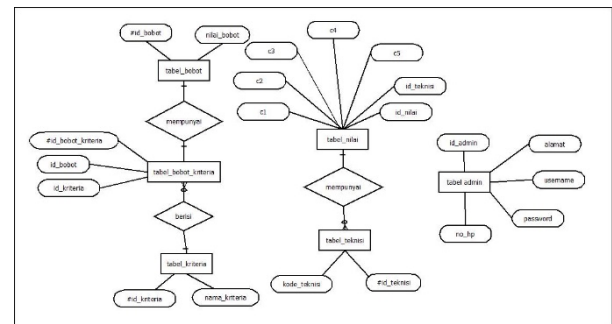 #id_bobot
nilai_bobot
tabel_bobot
mempunyai
#id_bobot_kriteria
id_bobot
id_kriteria
tabel_bobot_kriteria
berisi
tabel_kriteria
#id_kriteria
nama_kriteria
c4
c3
c5
c2
id_teknisi
c1
id_nilai
tabel_nilai
mempunyai
tabel_teknisi
kode_teknisi
#id_teknisi
id_admin
alamat
tabel admin
username
password
no_hp